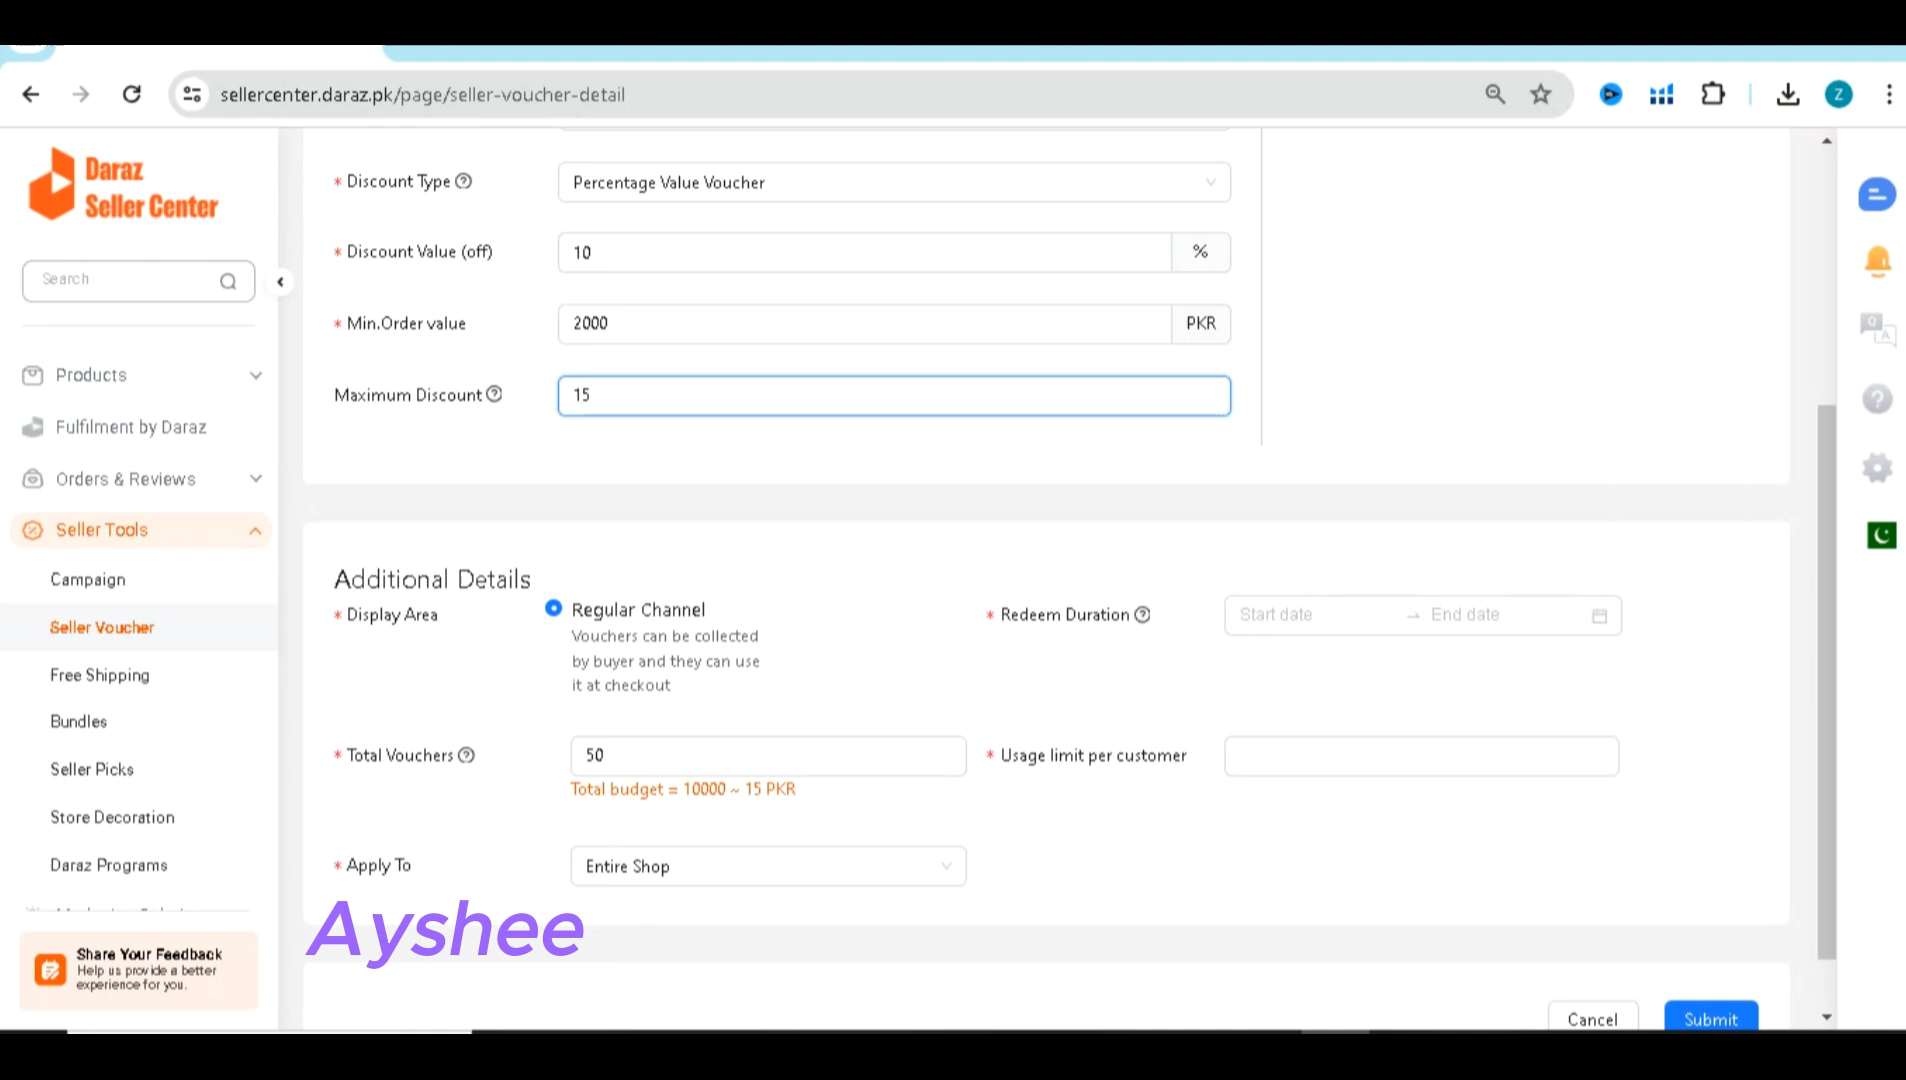 sellercenter.daraz.pk/page/seller-voucher-detail
Z
Daraz
Seller Center
Search
Products
Fulfilment by Daraz
Orders & Reviews
Seller Tools
Campaign
Seller Voucher
Free Shipping
Bundles
Seller Picks
Store Decoration
Daraz Programs
Share Your Feedback
Help us provide a better
experience for you.
* Discount Type
Percentage Value Voucher
* Discount Value (off)
10
%
* Min.Order value
2000
PKR
Maximum Discount
15
Additional Details
* Display Area
Regular Channel
Vouchers can be collected
by buyer and they can use
it at checkout
* Redeem Duration
Start date → End date
* Total Vouchers
50
Total budget = 10000 ~ 15 PKR
* Usage limit per customer
* Apply To
Entire Shop
Ayshee
Cancel
Submit
Q
A